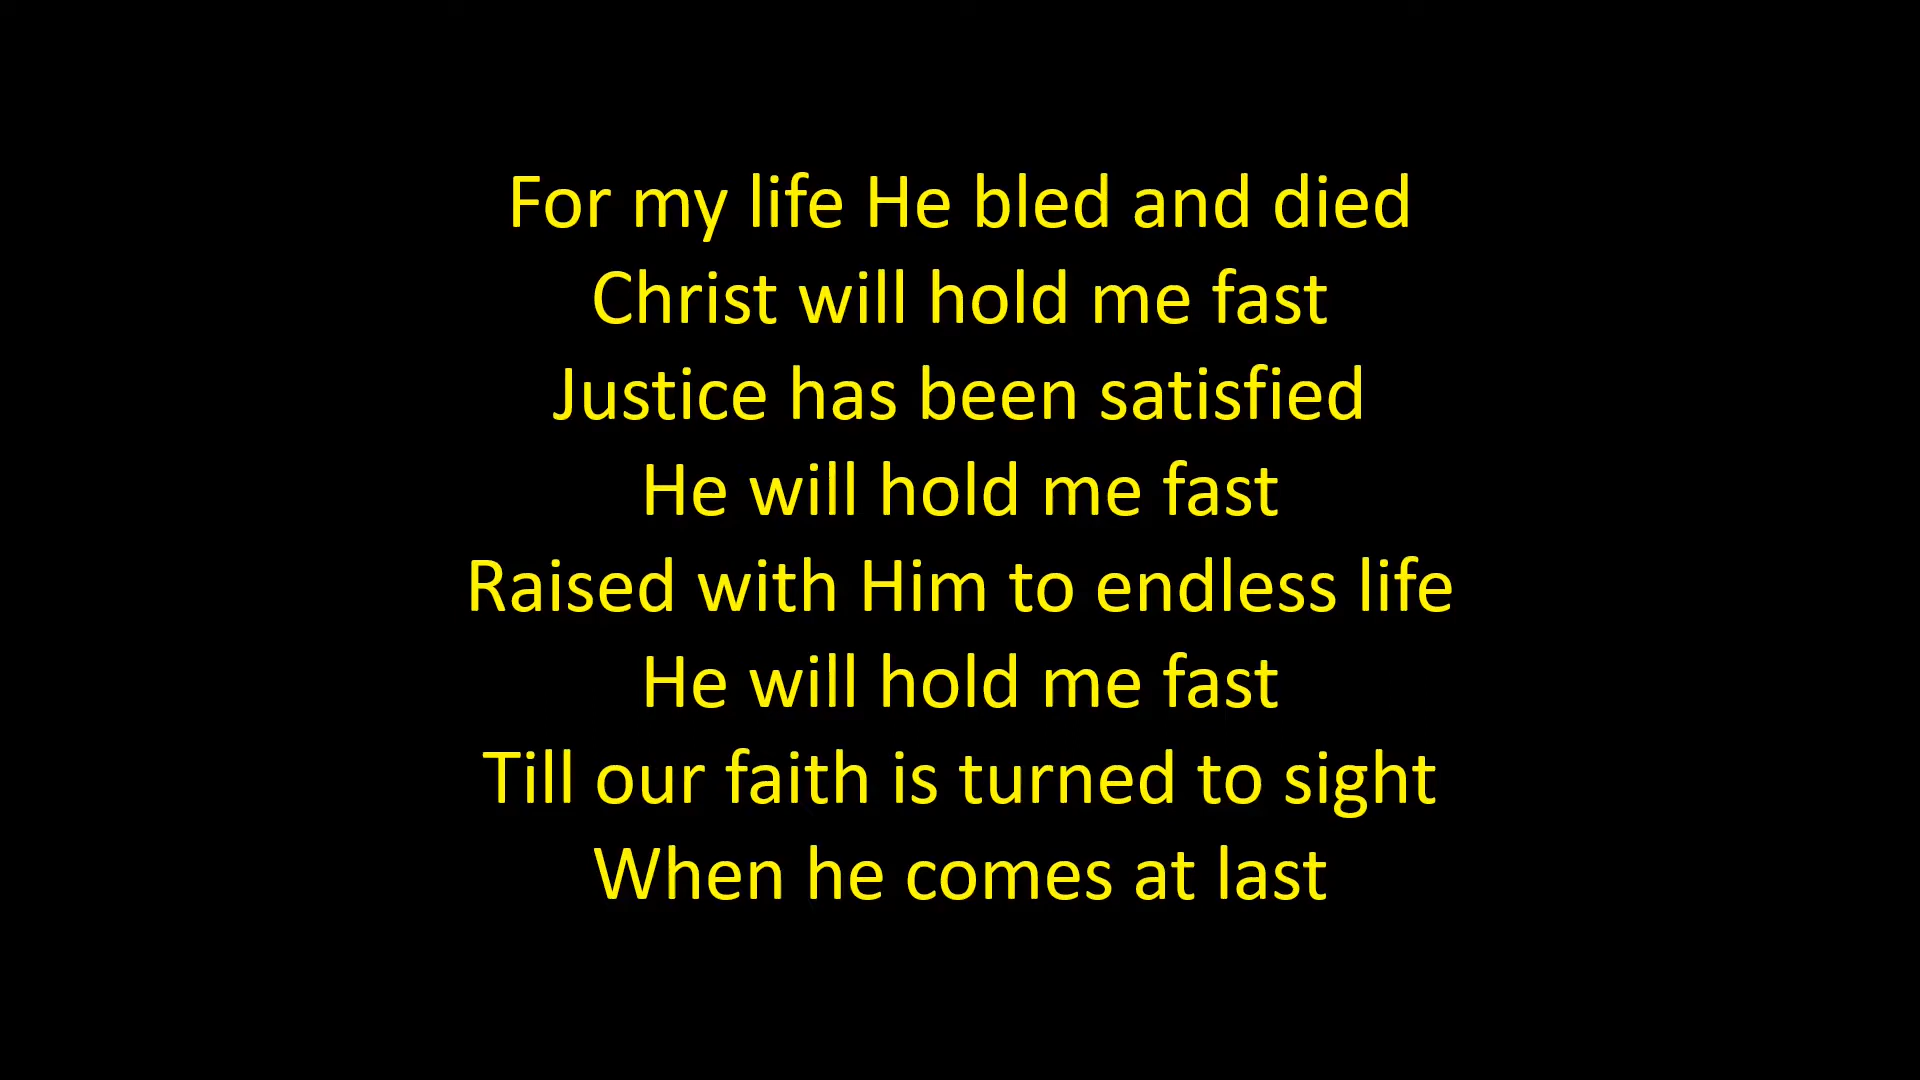 For my life He bled and died
Christ will hold me fast
Justice has been satisfied
He will hold me fast
Raised with Him to endless life
He will hold me fast
Till our faith is turned to sight
When he comes at last